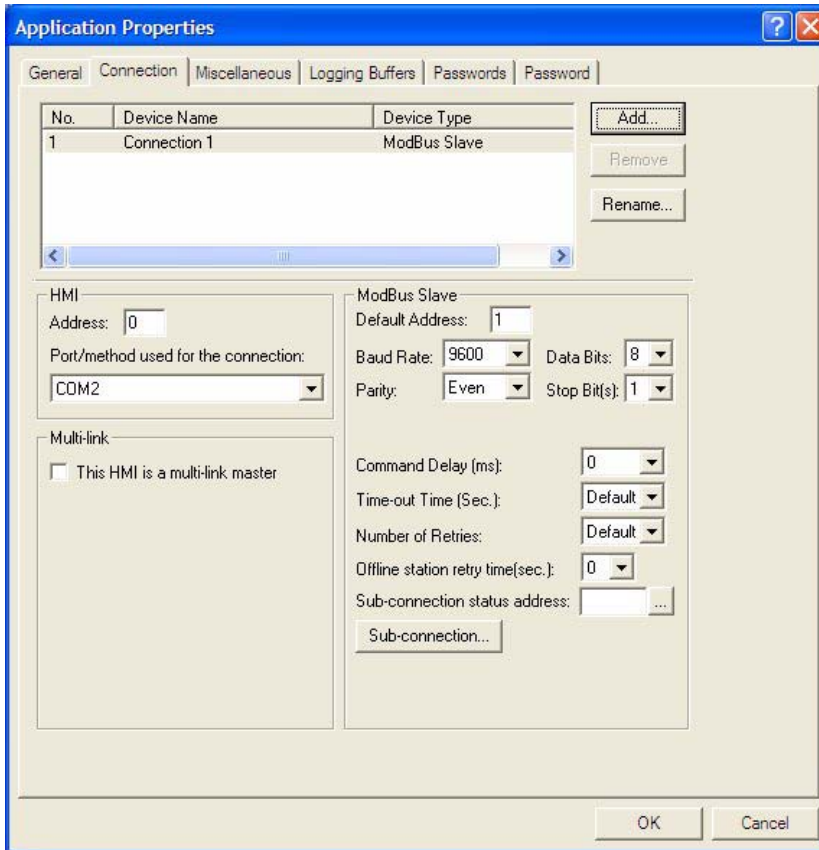 Application Properties
General Connection Miscellaneous Logging Buffers Passwords Password
No. Device Name Device Type
1 Connection 1 ModBus Slave
Add...
Remove
Rename...
HMI
Address: 0
Port/method used for the connection:
COM2
Multi-link
This HMI is a multi-link master
ModBus Slave
Default Address: 1
Baud Rate: 9600 Data Bits: 8
Parity: Even Stop Bit(s): 1
Command Delay (ms): 0
Time-out Time (Sec.): Default
Number of Retries: Default
Offline station retry time(sec.): 0
Sub-connection status address: ...
Sub-connection...
OK Cancel